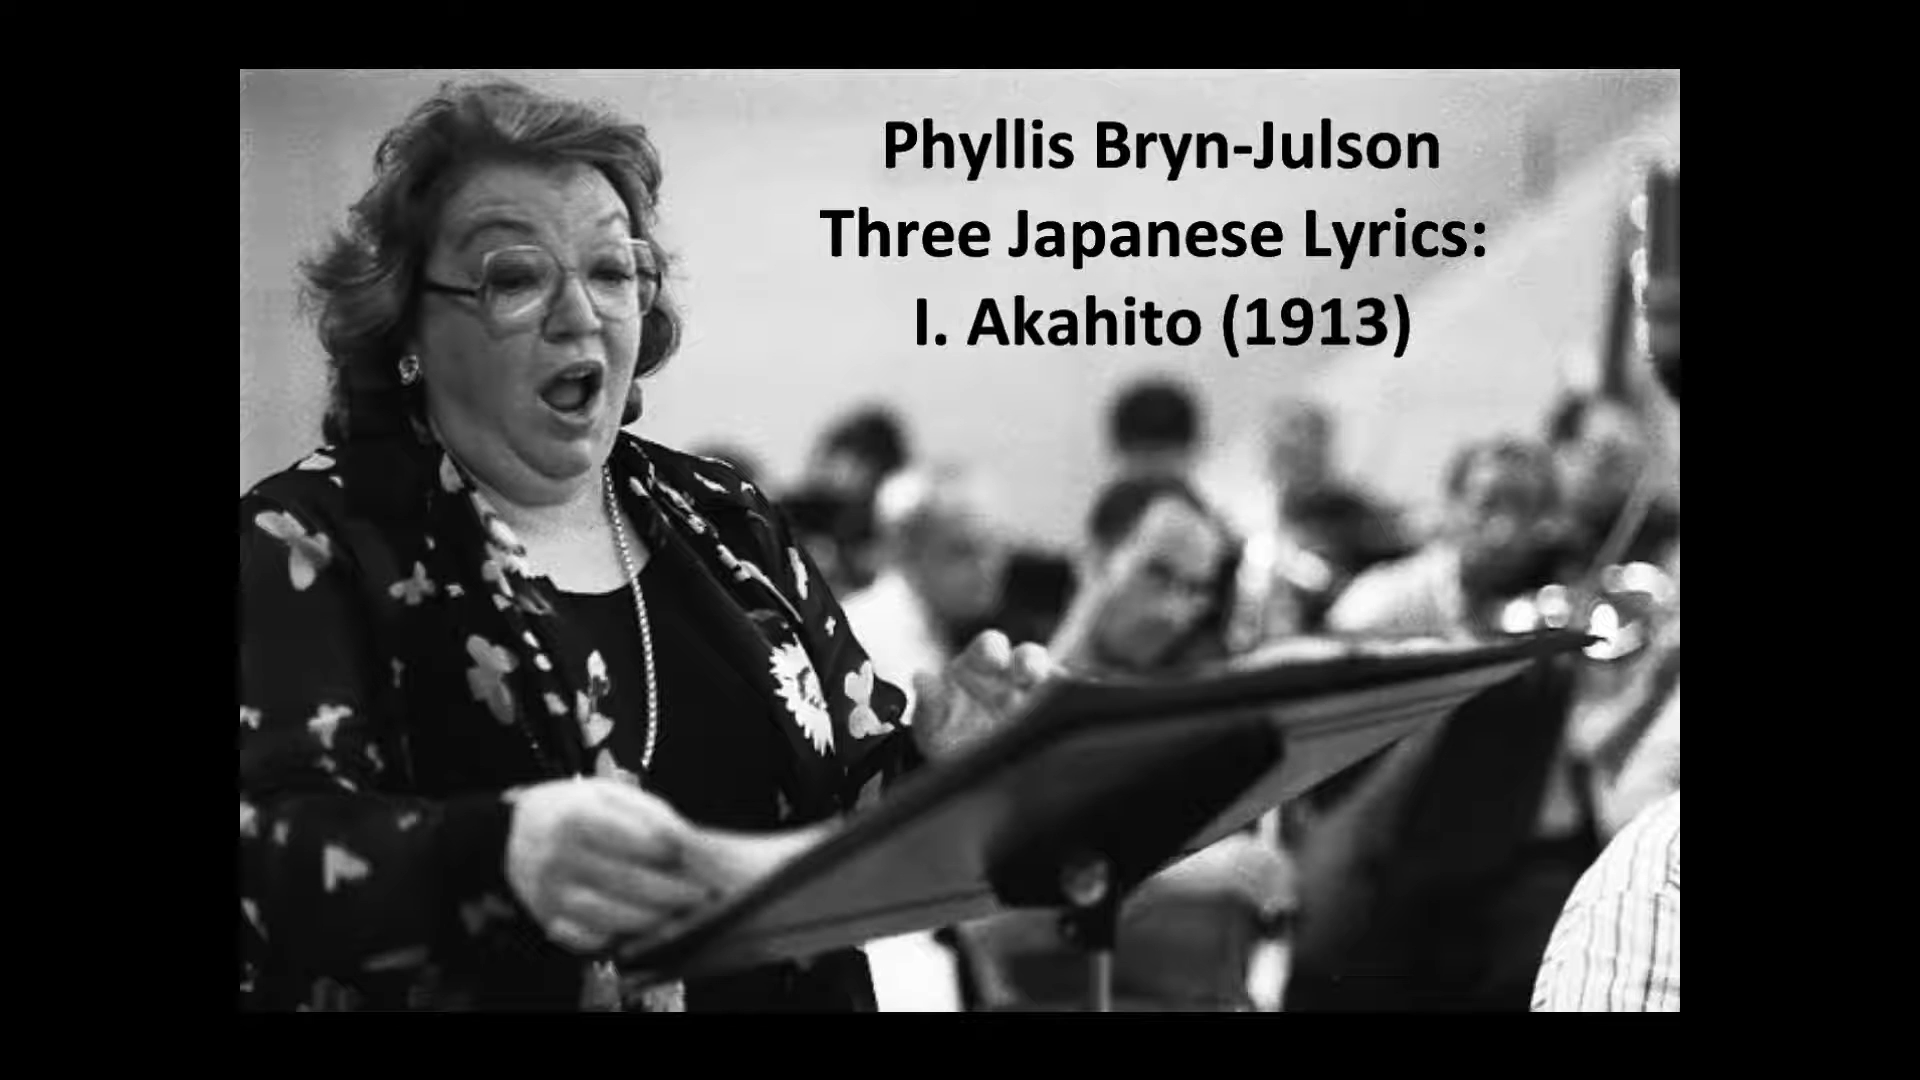 Phyllis Bryn-Julson
Three Japanese Lyrics:
I. Akahito (1913)